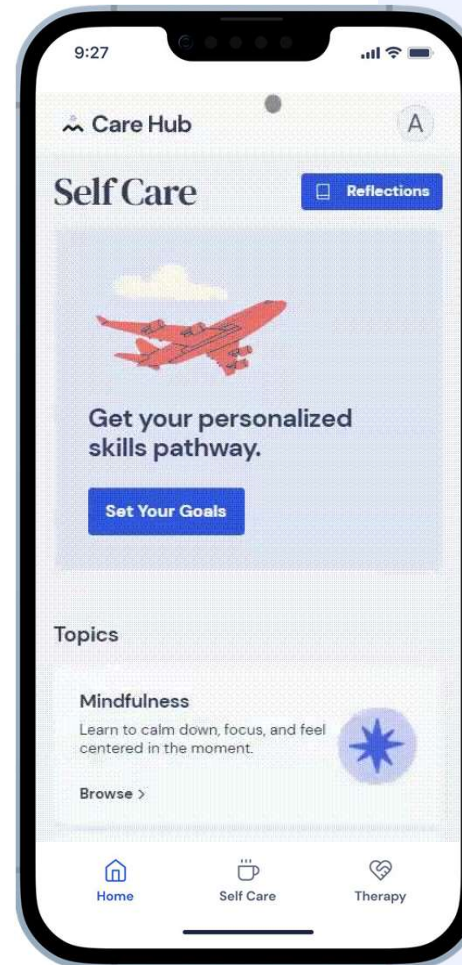 9:27
Care Hub
A
Self Care
Reflections
Get your personalized
skills pathway.
Set Your Goals
Topics
Mindfulness
Learn to calm down, focus, and feel
centered in the moment.
Browse >
Home
Self Care
Therapy